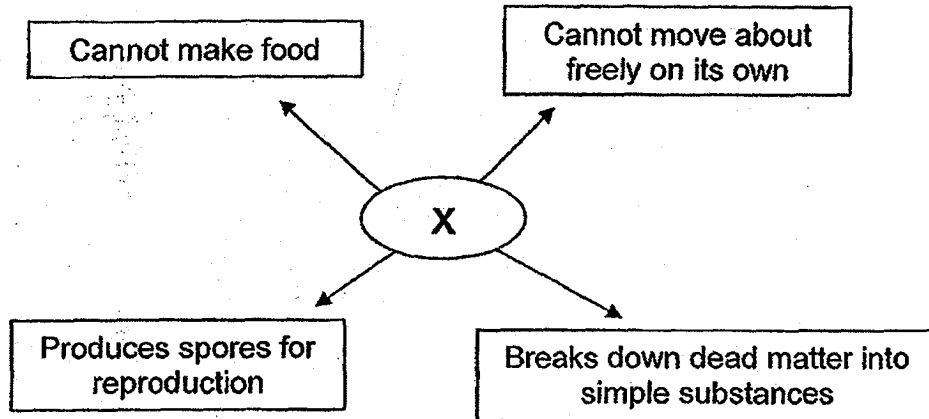 Cannot make food
Cannot move about
freely on its own
X
Produces spores for
reproduction
Breaks down dead matter into
simple substances